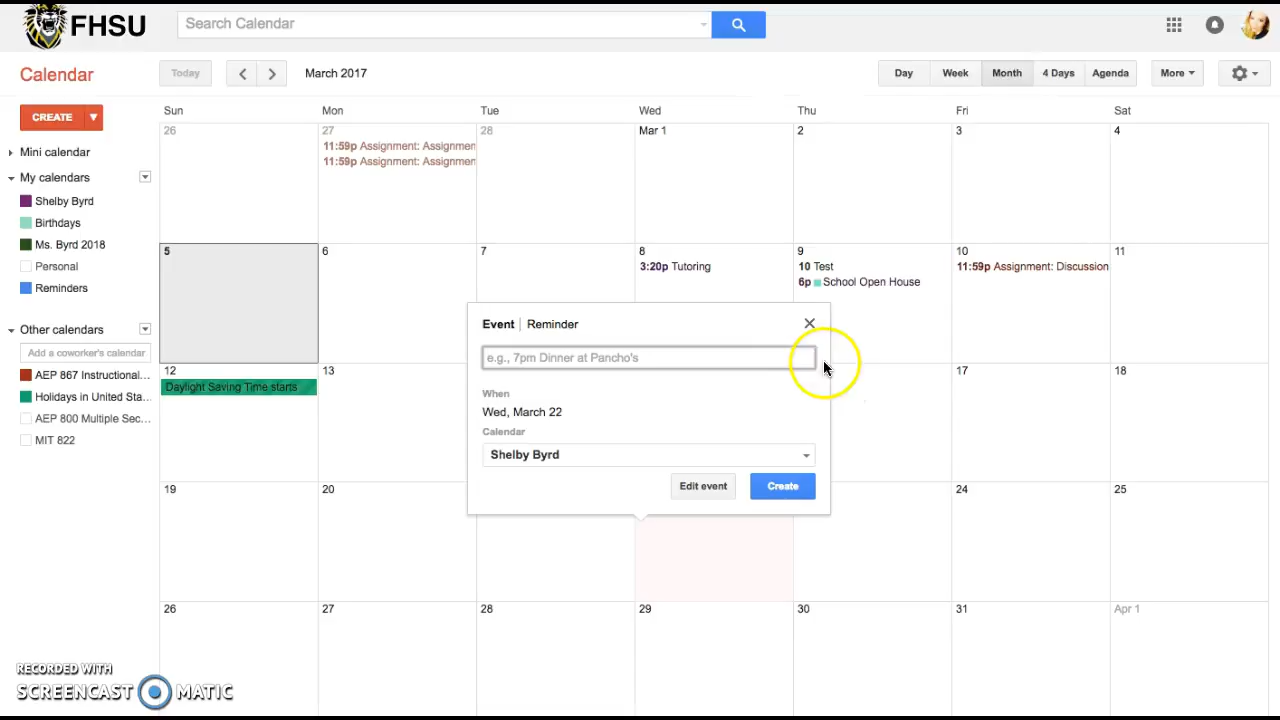 FHSU
Search Calendar
Calendar
Today
March 2017
Day
Week
Month
4 Days
Agenda
More
CREATE
Mini calendar
My calendars
Shelby Byrd
Birthdays
Ms. Byrd 2018
Personal
Reminders
Other calendars
Add a coworker's calendar
AEP 867 Instructional...
Holidays in United Sta...
AEP 800 Multiple Sec...
MIT 822
Sun Mon Tue Wed Thu Fri Sat
26 27 28 Mar 1 2 3 4
11:59p Assignment: Assignmen
11:59p Assignment: Assignmen
5 6 7 8 9 10 11
3:20p Tutoring
10 Test
6p School Open House
11:59p Assignment: Discussion
12 13 17 18
Daylight Saving Time starts
Event | Reminder
e.g., 7pm Dinner at Pancho's
When
Wed, March 22
Calendar
Shelby Byrd
Edit event
Create
19 20 24 25
26 27 28 29 30 31 Apr 1
RECORDED WITH
SCREENCAST MATIC